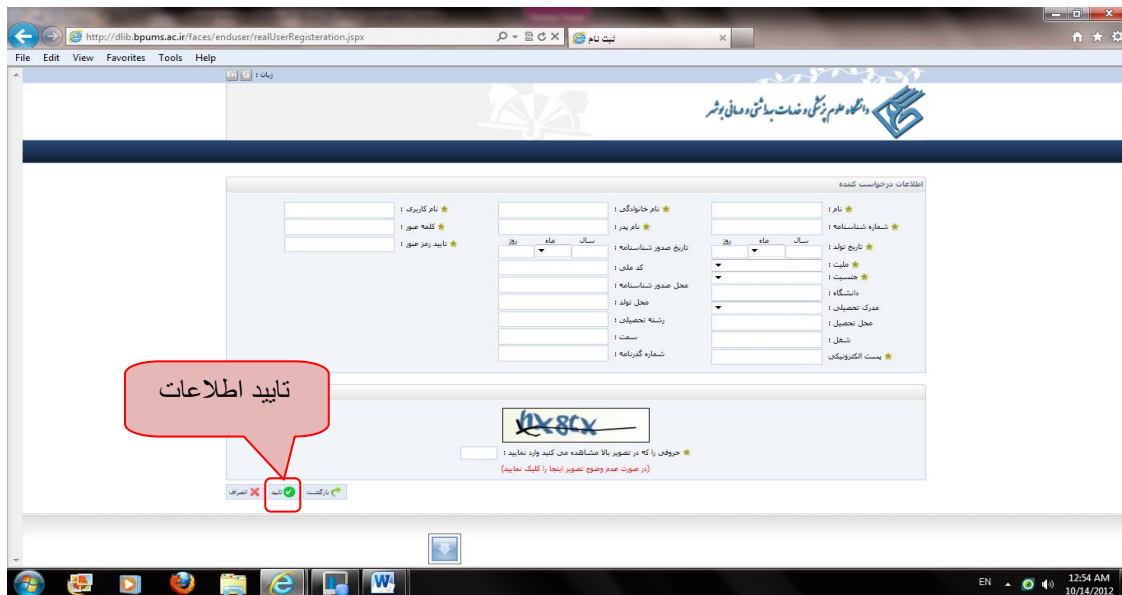 http://dlib.bpums.ac.ir/faces/enduser/realUserRegisteration.jspx
ثبت نام
File Edit View Favorites Tools Help
زبان :
دانشگاه علوم پزشکی و خدمات بهداشتی و درمانی بوشهر
اطلاعات درخواست کننده
نام : نام خانوادگی : نام کاربری :
شماره شناسنامه : نام پدر : کلمه عبور :
تاریخ تولد : سال ماه روز تاریخ صدور شناسنامه : سال ماه روز تایید رمز عبور :
ملیت : کد ملی :
جنسیت : محل صدور شناسنامه :
دانشگاه : محل تولد :
مدرک تحصیلی : رشته تحصیلی :
محل تحصیل : سمت :
شغل : شماره گذرنامه :
پست الکترونیکی
تایید اطلاعات
حروفی را که در تصویر بالا مشاهده می کنید وارد نمایید :
(در صورت عدم وضوح تصویر اینجا را کلیک نمایید)
بازگشت تایید انصراف
EN 12:54 AM
10/14/2012